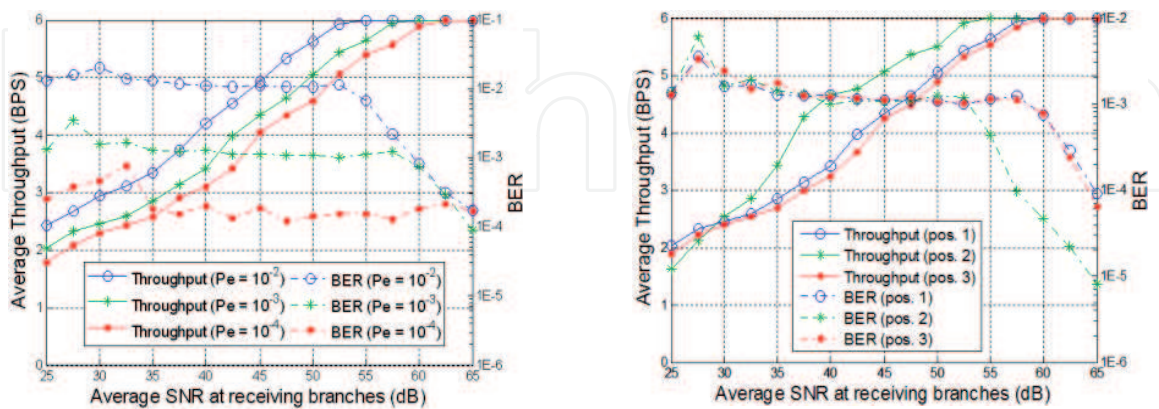 Average Throughput (BPS)
6
5
4
3
2
1
0
25
30
35
40
45
50
55
60
65
Average SNR at receiving branches (dB)
1E-1
1E-2
1E-3
1E-4
1E-5
1E-6
BER
Throughput (Pe = 10-2)
Throughput (Pe = 10-3)
Throughput (Pe = 10-4)
BER (Pe = 10-2)
BER (Pe = 10-3)
BER (Pe = 10-4)
Average Throughput (BPS)
6
5
4
3
2
1
0
25
30
35
40
45
50
55
60
65
Average SNR at receiving branches (dB)
1E-2
1E-3
1E-4
1E-5
1E-6
BER
Throughput (pos. 1)
Throughput (pos. 2)
Throughput (pos. 3)
BER (pos. 1)
BER (pos. 2)
BER (pos. 3)